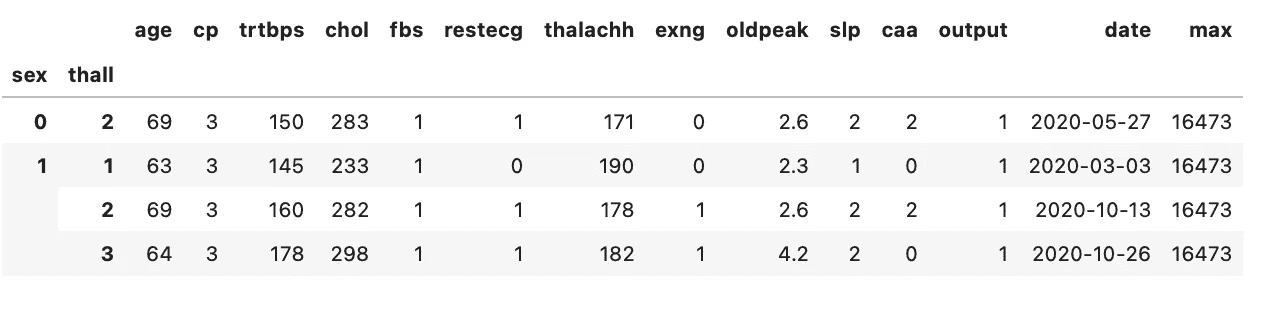 age cp trtbps chol fbs restecg thalachh exng oldpeak slp caa output date max
sex thall
0 2 69 3 150 283 1 1 171 0 2.6 2 2 1 2020-05-27 16473
1 1 63 3 145 233 1 0 190 0 2.3 1 0 1 2020-03-03 16473
2 69 3 160 282 1 1 178 1 2.6 2 2 1 2020-10-13 16473
3 64 3 178 298 1 1 182 1 4.2 2 0 1 2020-10-26 16473